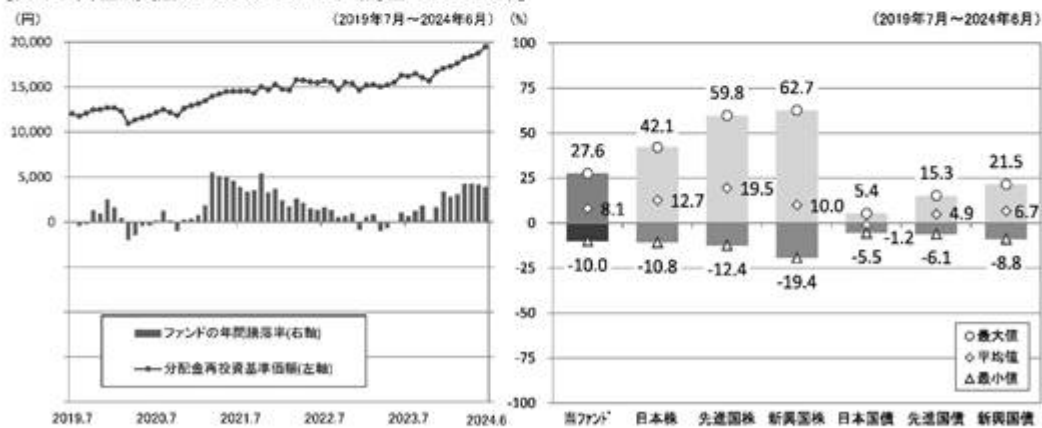 (円)
(2019年7月～2024年6月)
20,000
15,000
10,000
5,000
0
ファンドの年間騰落率(右軸)
分配金再投資基準価額(左軸)
2019.7 2020.7 2021.7 2022.7 2023.7 2024.6
(%)
(2019年7月～2024年6月)
100
75
50
25
0
-25
-50
-75
-100
27.6 42.1 59.8 62.7 5.4 15.3 21.5
8.1 12.7 19.5 10.0 -1.2 4.9 6.7
-10.0 -10.8 -12.4 -19.4 -5.5 -6.1 -8.8
○最大値
◇平均値
△最小値
当ファンド 日本株 先進国株 新興国株 日本国債 先進国債 新興国債